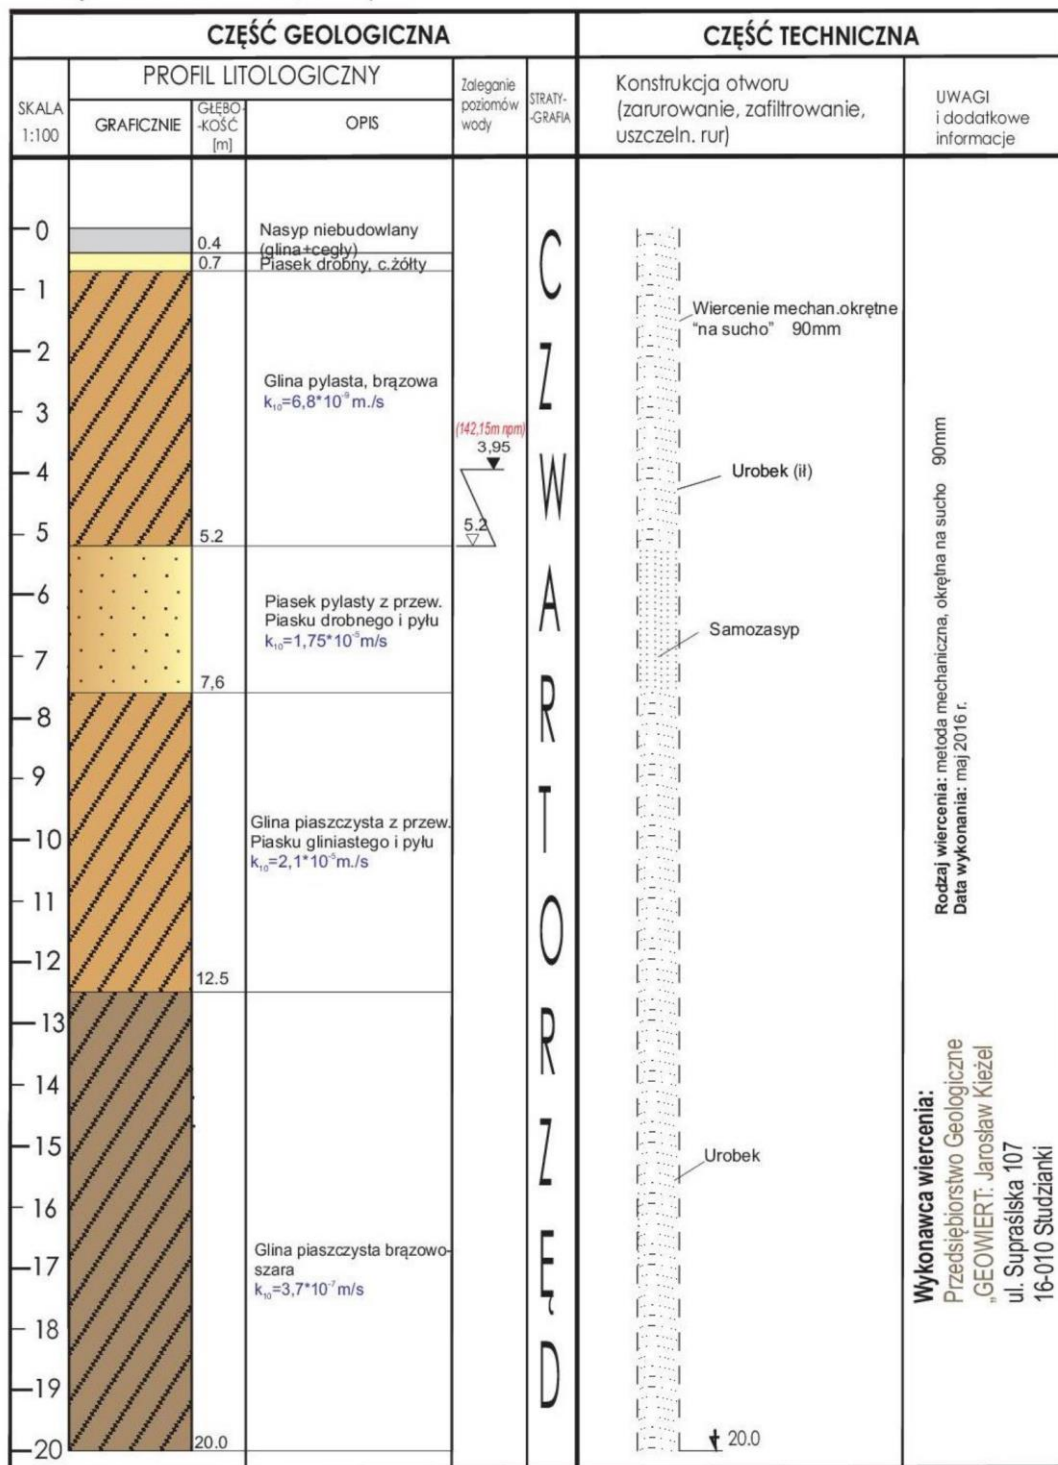 CZĘŚĆ GEOLOGICZNA
CZĘŚĆ TECHNICZNA
SKALA
1:100
PROFIL LITOLOGICZNY
GRAFICZNIE
GŁĘBO-
-KOŚĆ
[m]
OPIS
Zaleganie
poziomów
wody
STRATY-
-GRAFIA
Konstrukcja otworu
(zarurowanie, zafiltrowanie,
uszczeln. rur)
UWAGI
i dodatkowe
informacje
0
1
2
3
4
5
6
7
8
9
10
11
12
13
14
15
16
17
18
19
20
0.4
0.7
5.2
7,6
12.5
20.0
Nasyp niebudowlany
(glina+cegły)
Piasek drobny, c.żółty
Glina pylasta, brązowa
k₁₀=6,8*10⁻⁹ m./s
Piasek pylasty z przew.
Piasku drobnego i pyłu
k₁₀=1,75*10⁻⁵m/s
Glina piaszczysta z przew.
Piasku gliniastego i pyłu
k₁₀=2,1*10⁻⁵m./s
Glina piaszczysta brązowo-
szara
k₁₀=3,7*10⁻⁷m/s
(142,15m npm)
3,95
5.2
CZWARTORZĘD
Wiercenie mechan.okrętne
"na sucho" 90mm
Urobek (ił)
Samozasyp
Urobek
20.0
Rodzaj wiercenia: metoda mechaniczna, okrętna na sucho 90mm
Data wykonania: maj 2016 r.
Wykonawca wiercenia:
Przedsiębiorstwo Geologiczne
„GEOWIERT: Jarosław Kieżel
ul. Supraślska 107
16-010 Studzianki